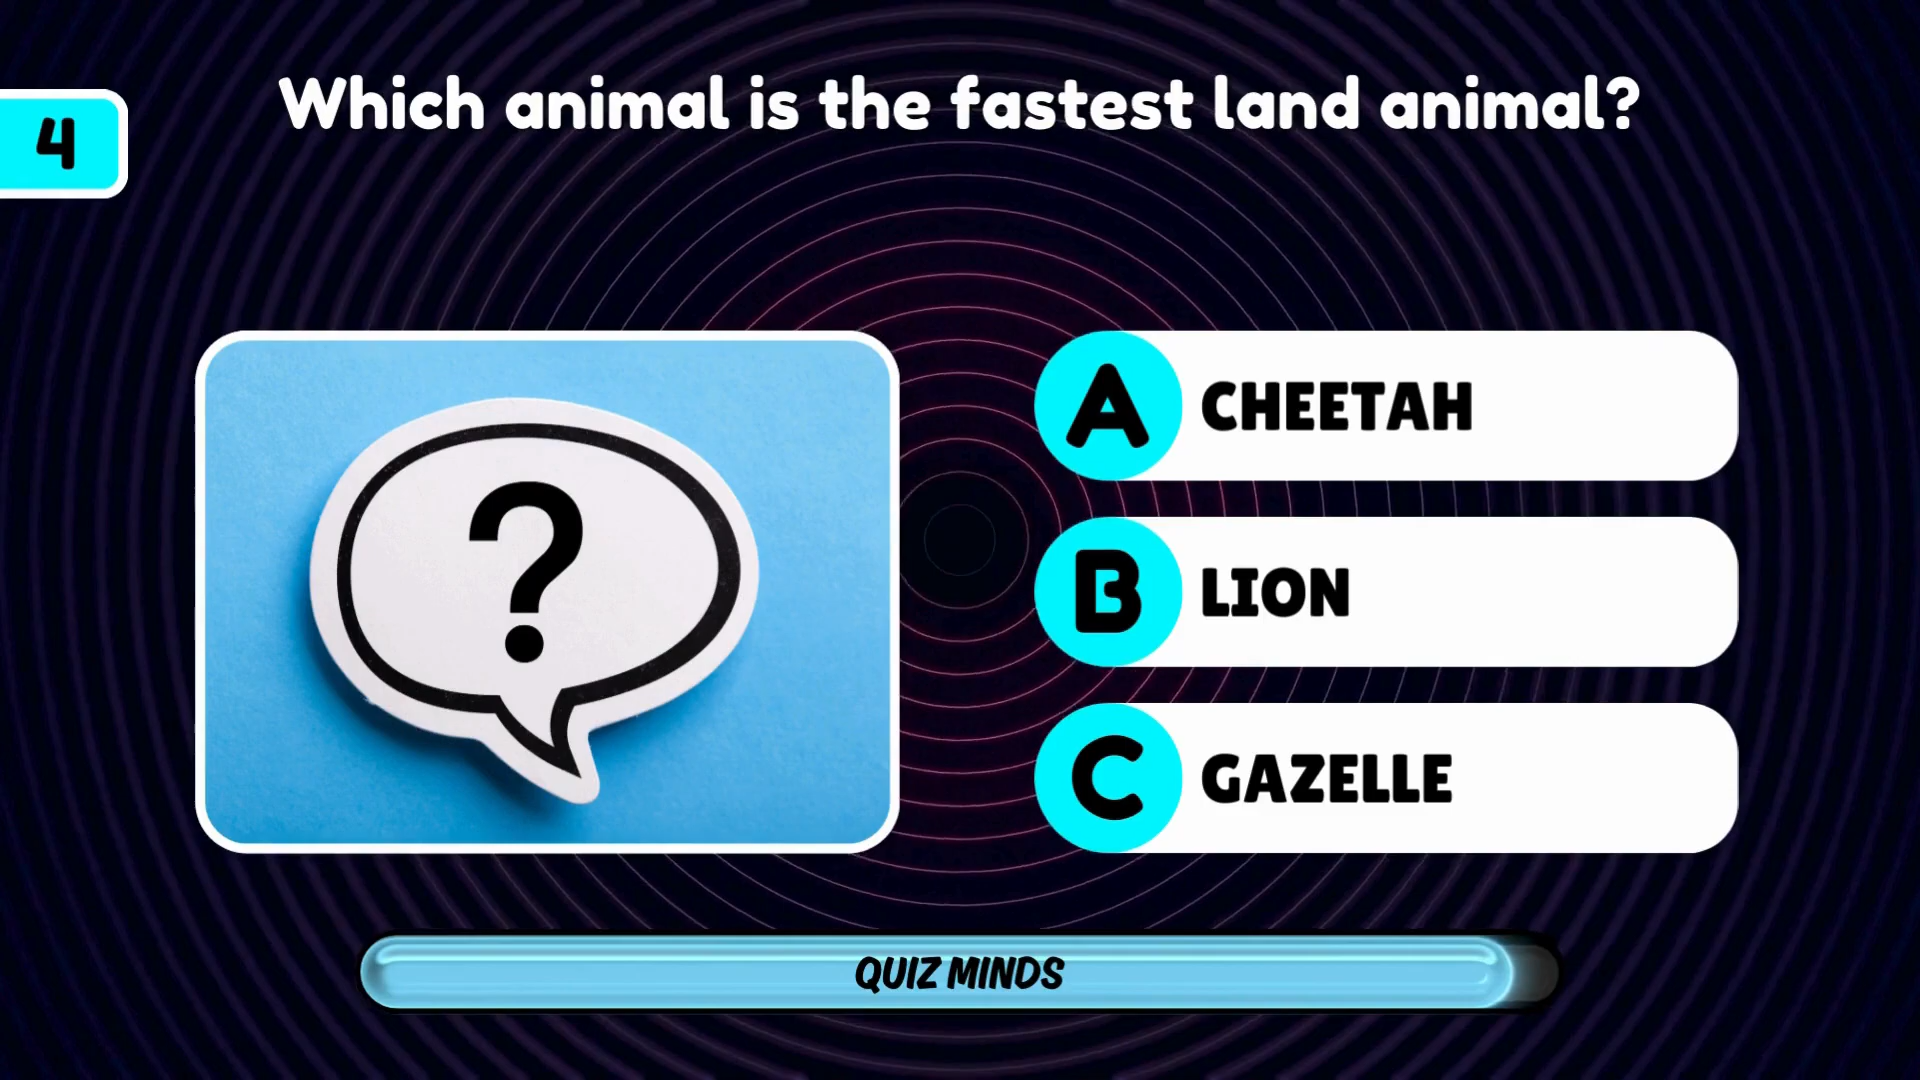 Which animal is the fastest land animal?
4
?
A CHEETAH
B LION
C GAZELLE
QUIZ MINDS